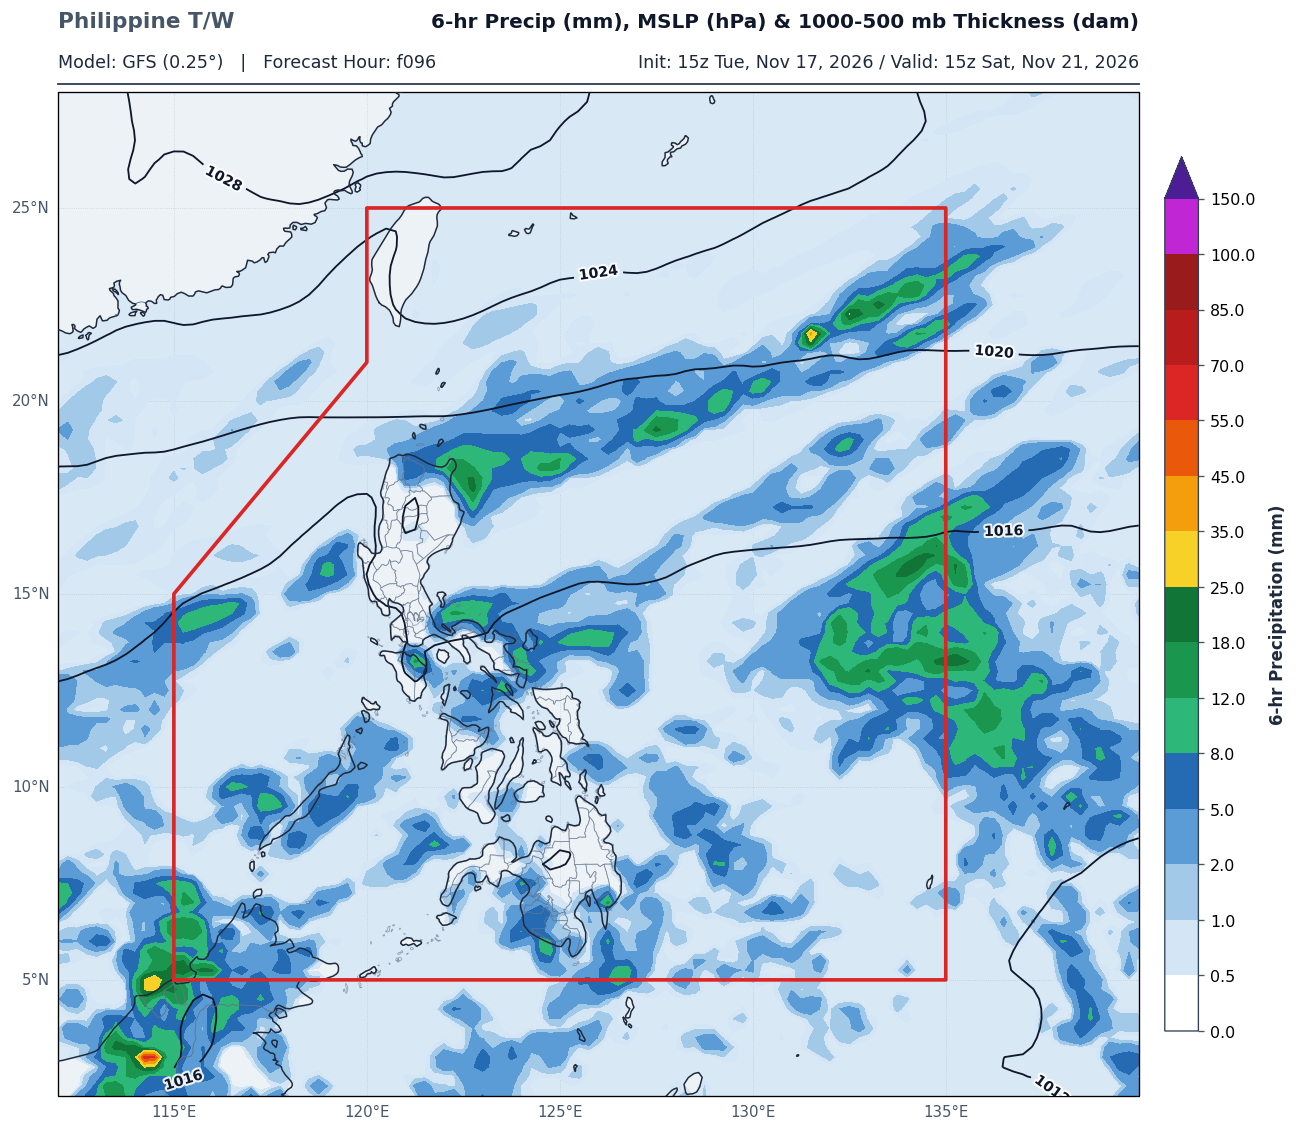 Philippine T/W
6-hr Precip (mm), MSLP (hPa) & 1000-500 mb Thickness (dam)
Model: GFS (0.25°) | Forecast Hour: f096
Init: 15z Tue, Nov 17, 2026 / Valid: 15z Sat, Nov 21, 2026
1028
1024
1020
1016
1016
25°N
20°N
15°N
10°N
5°N
115°E
120°E
125°E
130°E
135°E
150.0
100.0
85.0
70.0
55.0
45.0
35.0
25.0
18.0
12.0
8.0
5.0
2.0
1.0
0.5
0.0
6-hr Precipitation (mm)